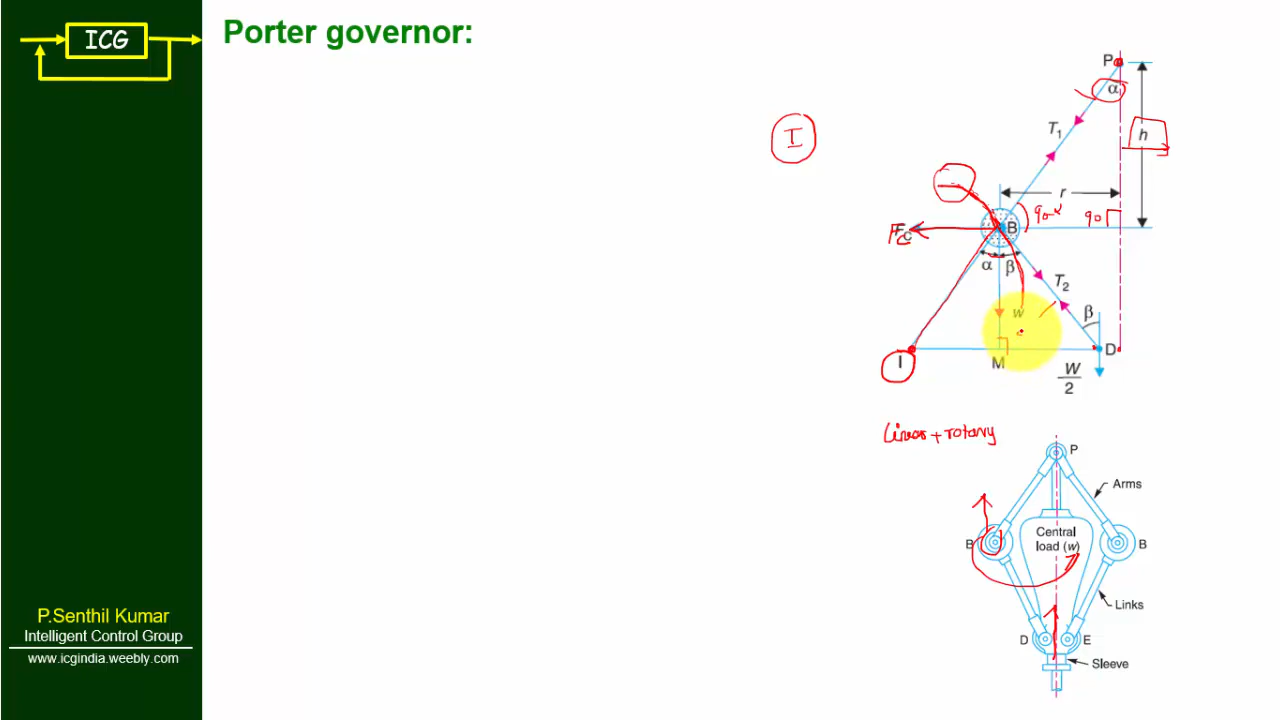 ICG
Porter governor:
P
α
I
T₁
h
r
90-α
90
Fc
B
α
β
T₂
w
β
I
M
D
W/2
Linear + rotary
P
Arms
B
Central
load (w)
B
Links
D
E
Sleeve
P.Senthil Kumar
Intelligent Control Group
www.icgindia.weebly.com